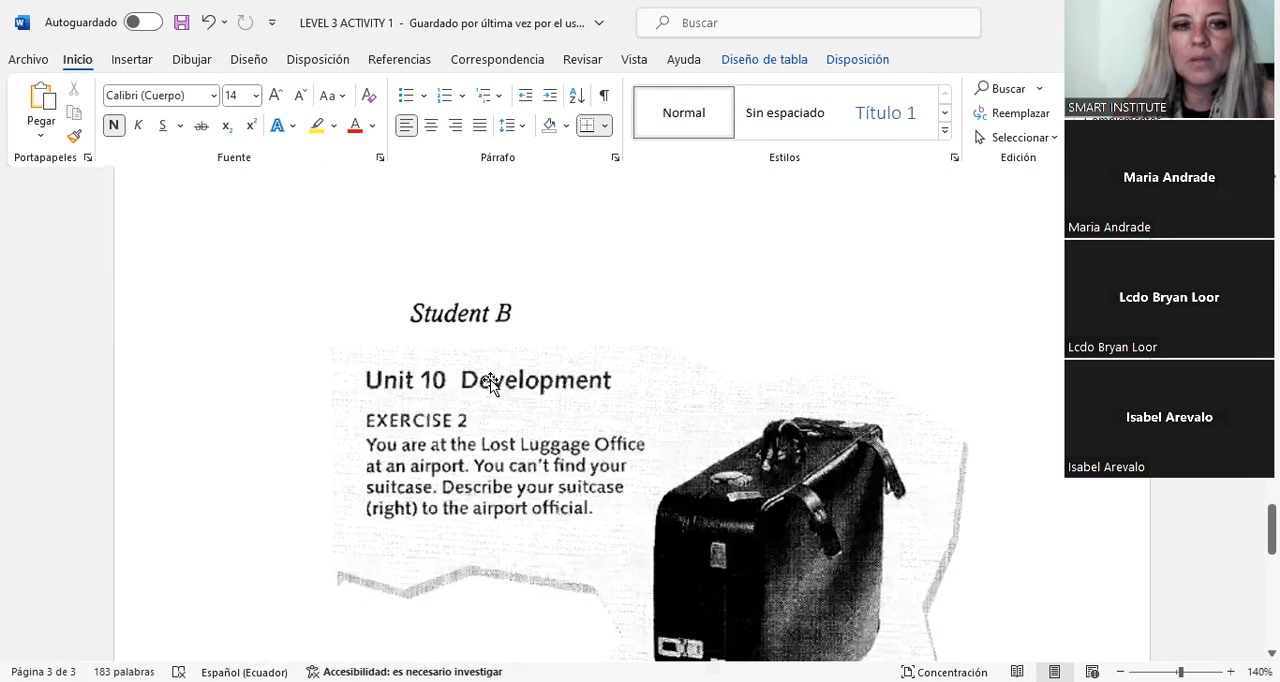 Autoguardado
LEVEL 3 ACTIVITY 1 - Guardado por última vez por el us...
Buscar
Archivo Inicio Insertar Dibujar Diseño Disposición Referencias Correspondencia Revisar Vista Ayuda Diseño de tabla Disposición
Pegar
Portapapeles
Calibri (Cuerpo) 14
N K S ab x₂ x²
Fuente
Párrafo
Normal
Sin espaciado
Título 1
Estilos
Buscar
Reemplazar
Seleccionar
Edición
SMART INSTITUTE
Maria Andrade
Maria Andrade
Lcdo Bryan Loor
Lcdo Bryan Loor
Isabel Arevalo
Isabel Arevalo
Student B
Unit 10 Development
EXERCISE 2
You are at the Lost Luggage Office
at an airport. You can't find your
suitcase. Describe your suitcase
(right) to the airport official.
Página 3 de 3 183 palabras Español (Ecuador) Accesibilidad: es necesario investigar Concentración 140%